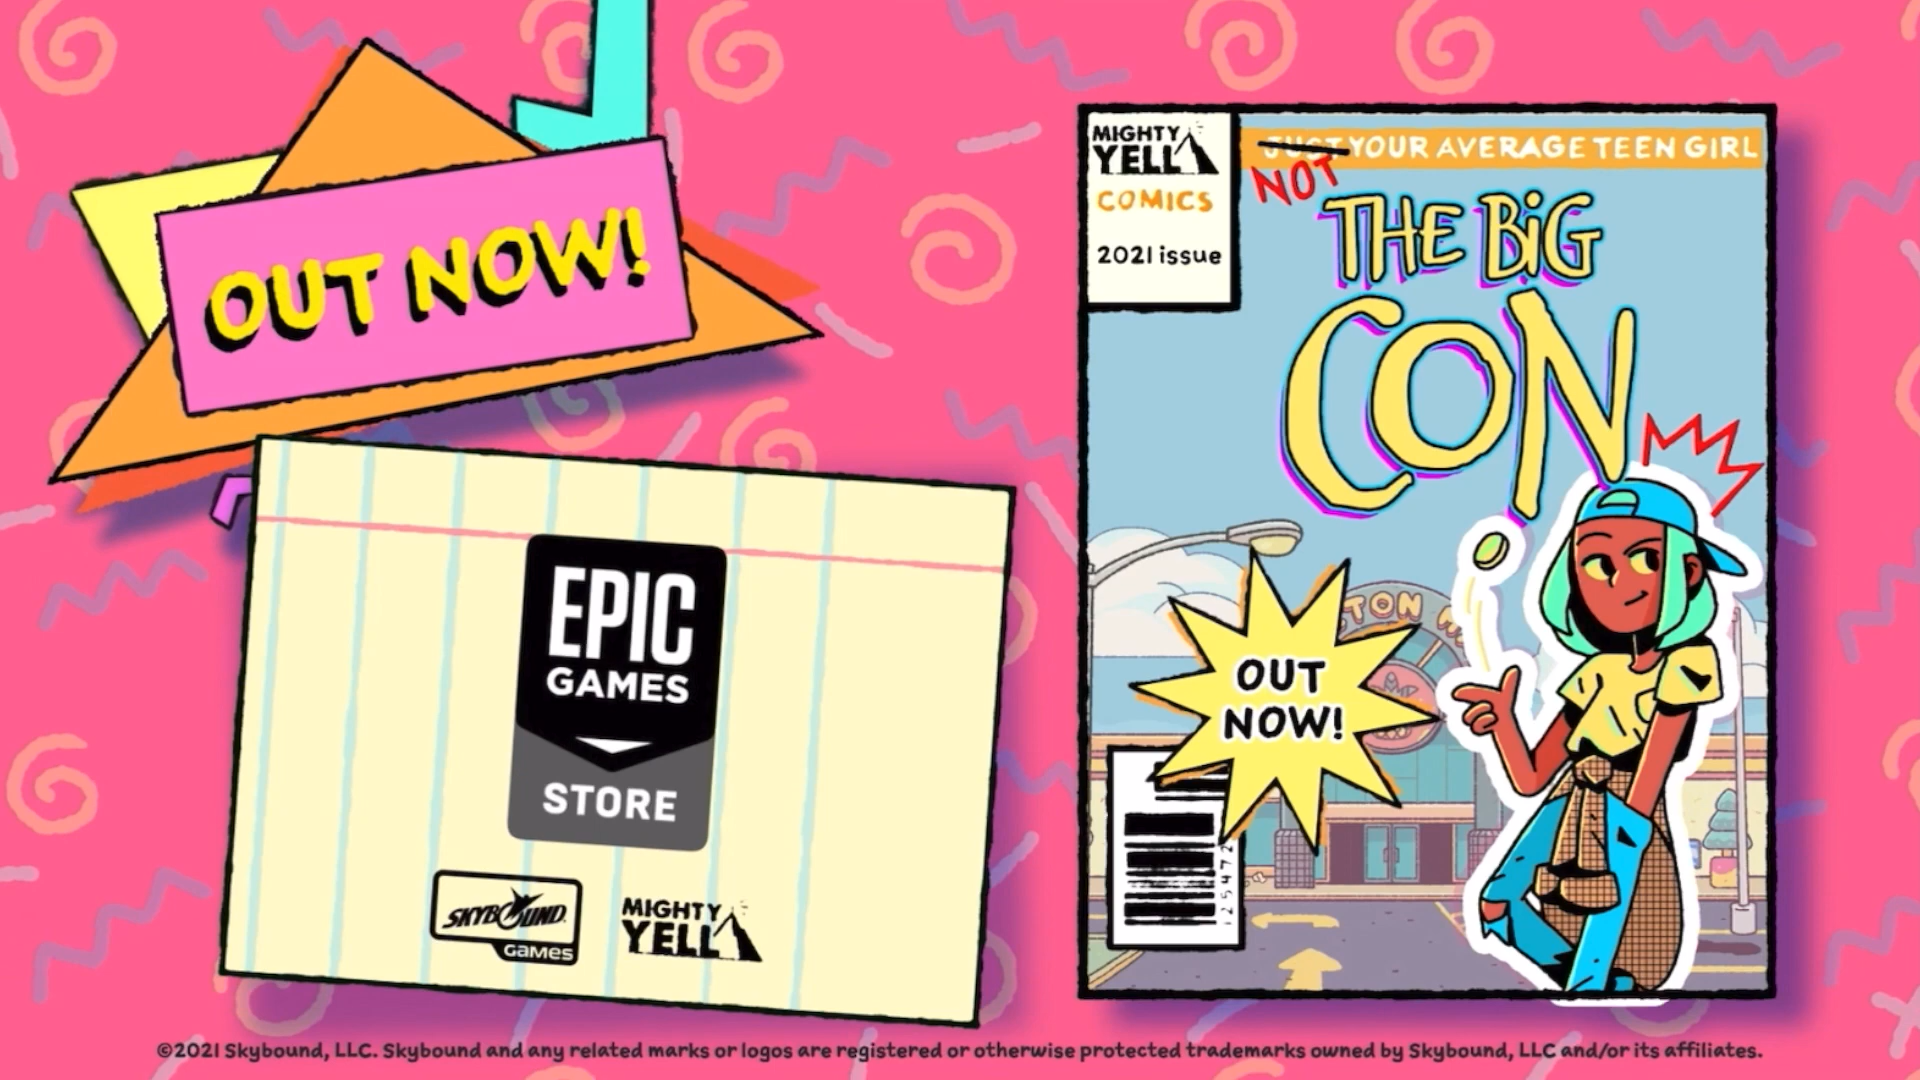 OUT NOW!
EPIC
GAMES
STORE
SKYBOUND
GAMES
MIGHTY
YELL
MIGHTY
YELL
COMICS
2021 issue
JUST YOUR AVERAGE TEEN GIRL
NOT
THE BIG
CON
TON M
OUT
NOW!
125472
©2021 Skybound, LLC. Skybound and any related marks or logos are registered or otherwise protected trademarks owned by Skybound, LLC and/or its affiliates.